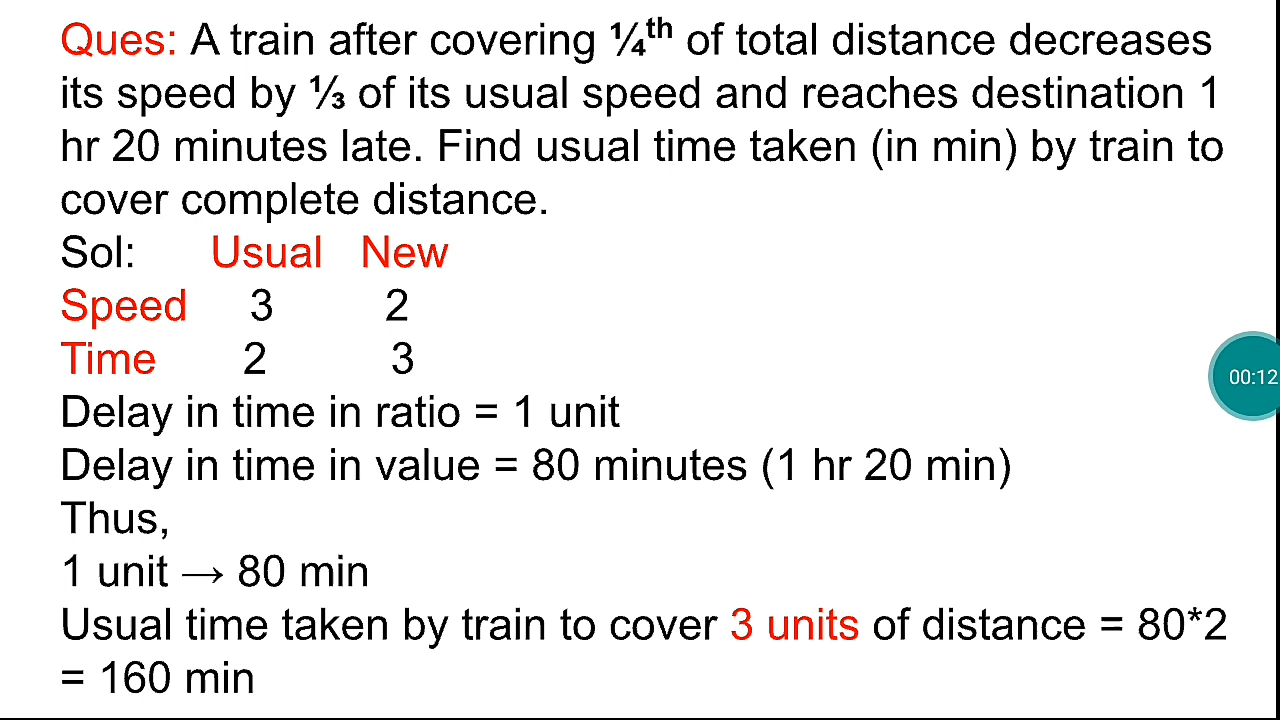 Ques: A train after covering ¼th of total distance decreases
its speed by ⅓ of its usual speed and reaches destination 1
hr 20 minutes late. Find usual time taken (in min) by train to
cover complete distance.
Sol: Usual New
Speed 3 2
Time 2 3
Delay in time in ratio = 1 unit
Delay in time in value = 80 minutes (1 hr 20 min)
Thus,
1 unit → 80 min
Usual time taken by train to cover 3 units of distance = 80*2
= 160 min
00:12